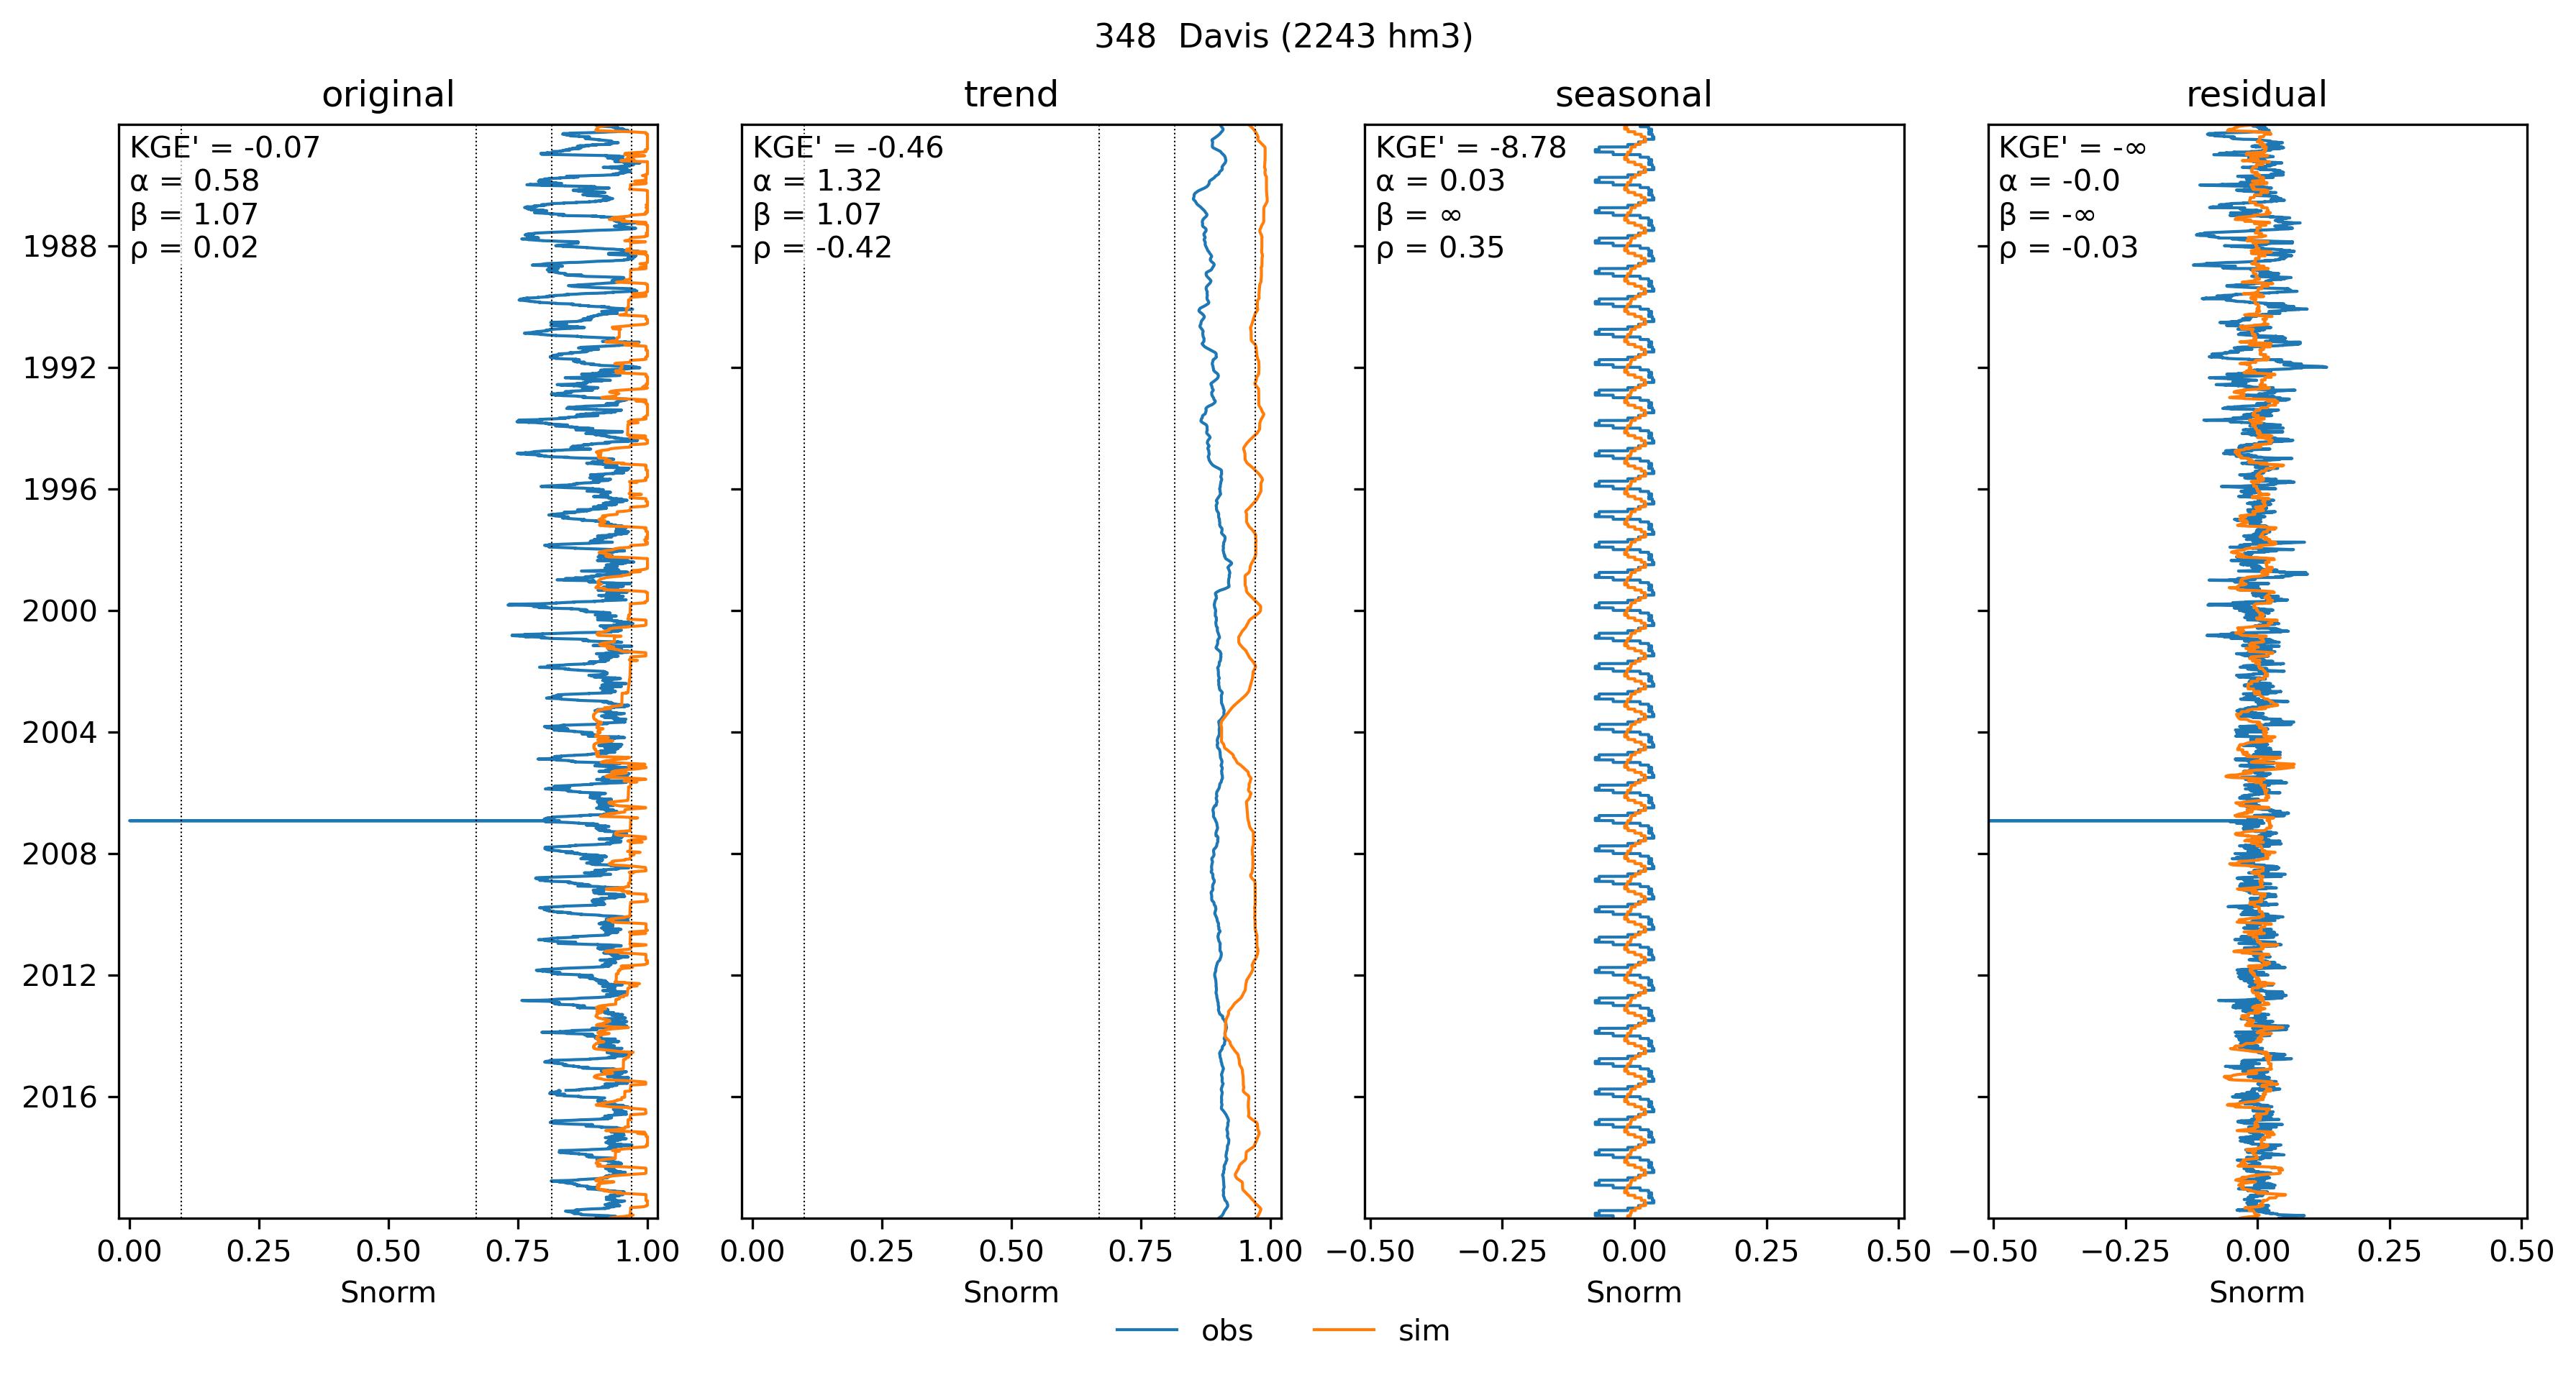 348  Davis (2243 hm3)
original
trend
seasonal
residual
KGE' = -0.07
α = 0.58
β = 1.07
ρ = 0.02
KGE' = -0.46
α = 1.32
β = 1.07
ρ = -0.42
KGE' = -8.78
α = 0.03
β = ∞
ρ = 0.35
KGE' = -∞
α = -0.0
β = -∞
ρ = -0.03
1988
1992
1996
2000
2004
2008
2012
2016
0.00 0.25 0.50 0.75 1.00
0.00 0.25 0.50 0.75 1.00
−0.50 −0.25 0.00 0.25 0.50
−0.50 −0.25 0.00 0.25 0.50
Snorm
Snorm
Snorm
Snorm
obs
sim